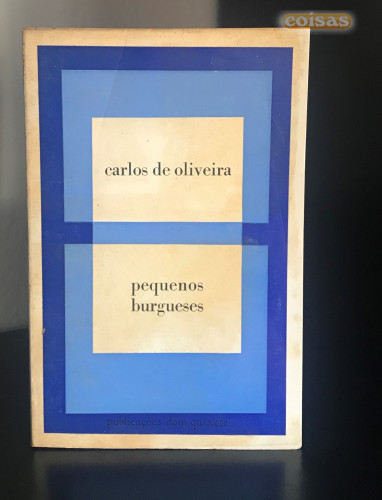 coisas
carlos de oliveira
pequenos
burgueses
publicações dom quixote